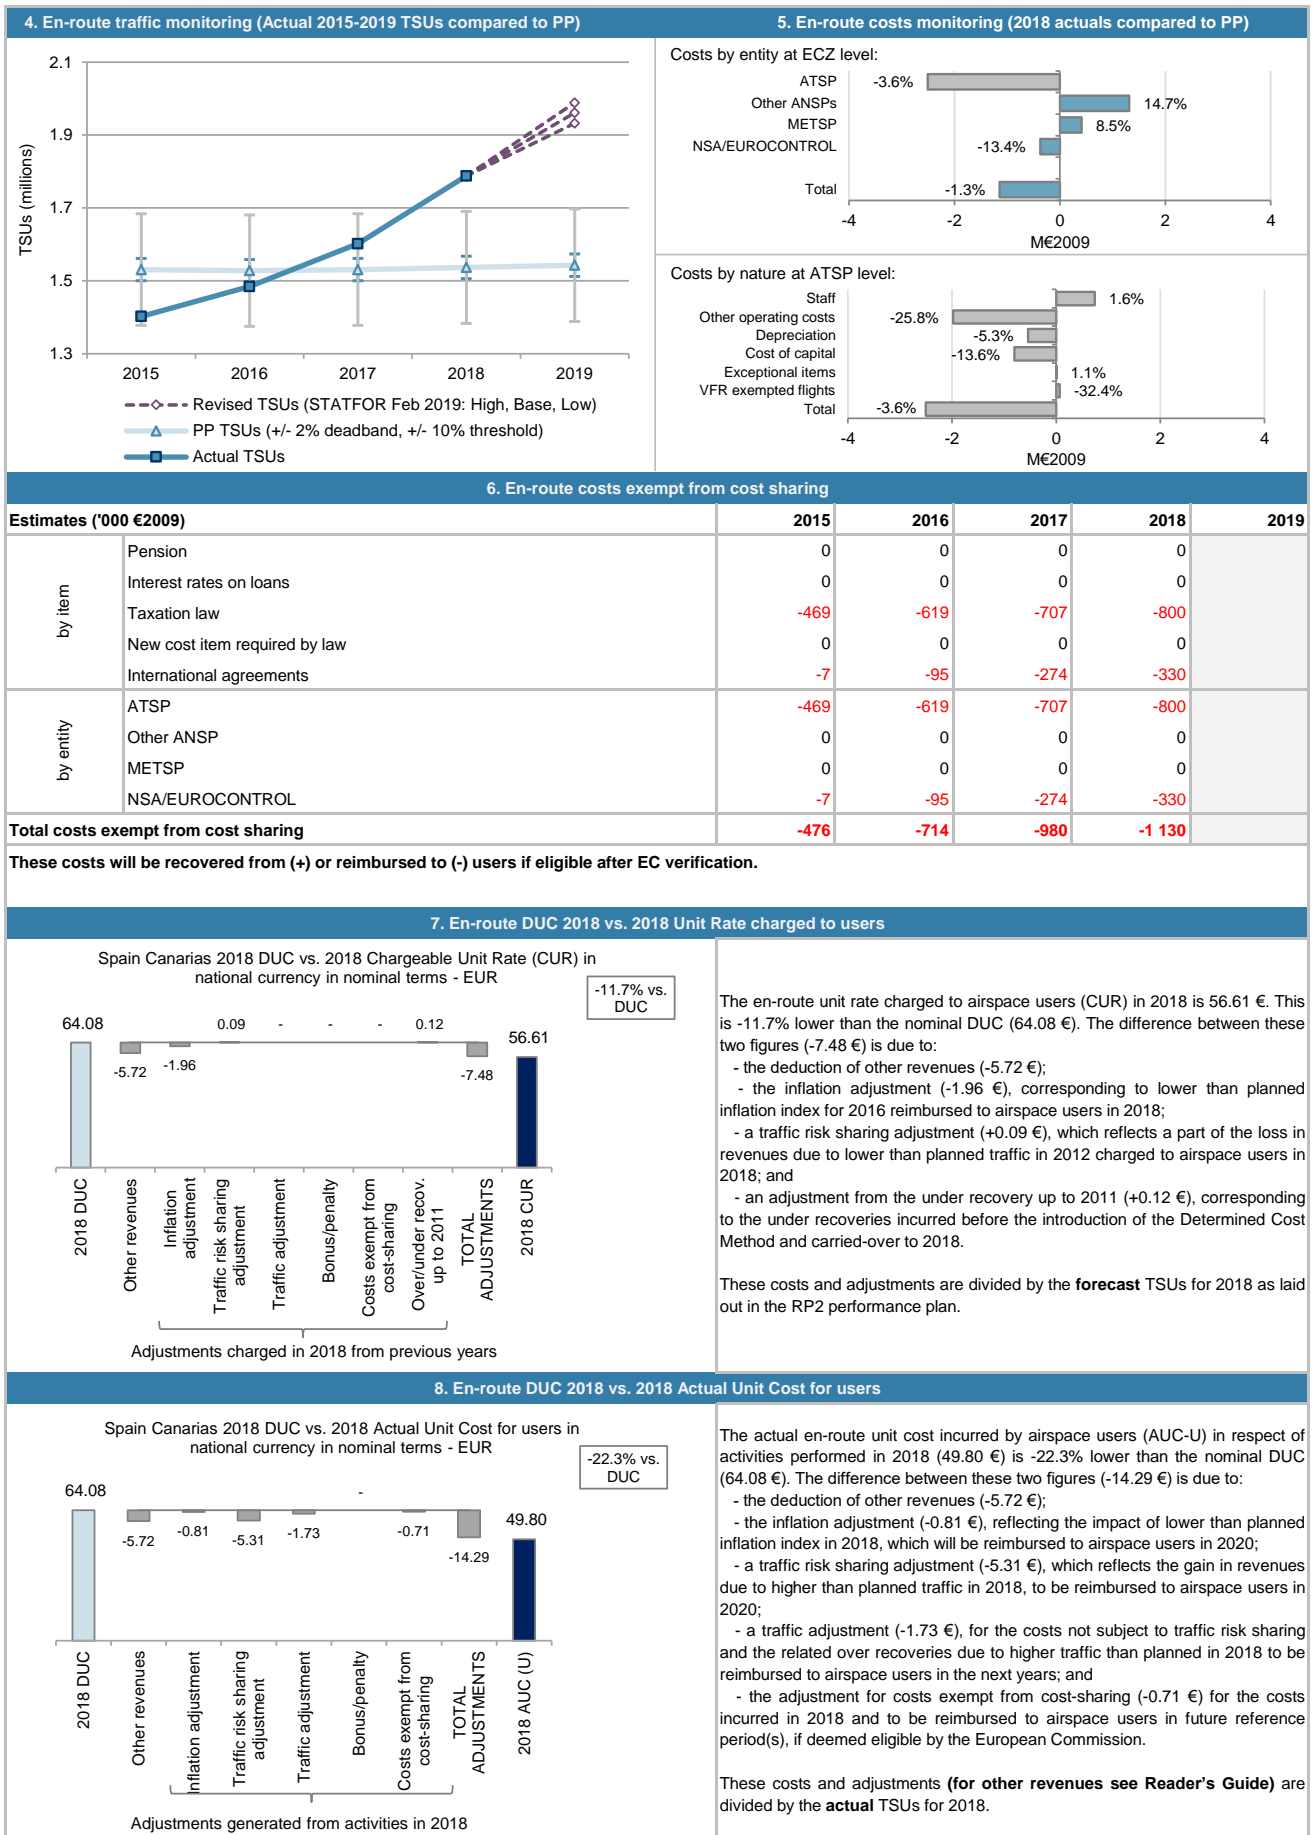 4. En-route traffic monitoring (Actual 2015-2019 TSUs compared to PP)
2.1
1.9
1.7
1.5
1.3
TSUs (millions)
2015 2016 2017 2018 2019
Revised TSUs (STATFOR Feb 2019: High, Base, Low)
PP TSUs (+/- 2% deadband, +/- 10% threshold)
Actual TSUs
5. En-route costs monitoring (2018 actuals compared to PP)
Costs by entity at ECZ level:
ATSP -3.6%
Other ANSPs 14.7%
METSP 8.5%
NSA/EUROCONTROL -13.4%
Total -1.3%
-4 -2 0 2 4
M€2009
Costs by nature at ATSP level:
Staff 1.6%
Other operating costs -25.8%
Depreciation -5.3%
Cost of capital -13.6%
Exceptional items 1.1%
VFR exempted flights -32.4%
Total -3.6%
-4 -2 0 2 4
M€2009
6. En-route costs exempt from cost sharing
Estimates ('000 €2009) 2015 2016 2017 2018 2019
by item
Pension 0 0 0 0
Interest rates on loans 0 0 0 0
Taxation law -469 -619 -707 -800
New cost item required by law 0 0 0 0
International agreements -7 -95 -274 -330
by entity
ATSP -469 -619 -707 -800
Other ANSP 0 0 0 0
METSP 0 0 0 0
NSA/EUROCONTROL -7 -95 -274 -330
Total costs exempt from cost sharing -476 -714 -980 -1 130
These costs will be recovered from (+) or reimbursed to (-) users if eligible after EC verification.
7. En-route DUC 2018 vs. 2018 Unit Rate charged to users
Spain Canarias 2018 DUC vs. 2018 Chargeable Unit Rate (CUR) in
national currency in nominal terms - EUR
-11.7% vs.
DUC
64.08 -5.72 -1.96 0.09 - - - 0.12 -7.48 56.61
2018 DUC
Other revenues
Inflation
adjustment
Traffic risk sharing
adjustment
Traffic adjustment
Bonus/penalty
Costs exempt from
cost-sharing
Over/under recov.
up to 2011
TOTAL
ADJUSTMENTS
2018 CUR
Adjustments charged in 2018 from previous years
The en-route unit rate charged to airspace users (CUR) in 2018 is 56.61 €. This
is -11.7% lower than the nominal DUC (64.08 €). The difference between these
two figures (-7.48 €) is due to:
- the deduction of other revenues (-5.72 €);
- the inflation adjustment (-1.96 €), corresponding to lower than planned
inflation index for 2016 reimbursed to airspace users in 2018;
- a traffic risk sharing adjustment (+0.09 €), which reflects a part of the loss in
revenues due to lower than planned traffic in 2012 charged to airspace users in
2018; and
- an adjustment from the under recovery up to 2011 (+0.12 €), corresponding
to the under recoveries incurred before the introduction of the Determined Cost
Method and carried-over to 2018.
These costs and adjustments are divided by the forecast TSUs for 2018 as laid
out in the RP2 performance plan.
8. En-route DUC 2018 vs. 2018 Actual Unit Cost for users
Spain Canarias 2018 DUC vs. 2018 Actual Unit Cost for users in
national currency in nominal terms - EUR
-22.3% vs.
DUC
64.08 -5.72 -0.81 -5.31 -1.73 - -0.71 -14.29 49.80
2018 DUC
Other revenues
Inflation adjustment
Traffic risk sharing
adjustment
Traffic adjustment
Bonus/penalty
Costs exempt from
cost-sharing
TOTAL
ADJUSTMENTS
2018 AUC (U)
Adjustments generated from activities in 2018
The actual en-route unit cost incurred by airspace users (AUC-U) in respect of
activities performed in 2018 (49.80 €) is -22.3% lower than the nominal DUC
(64.08 €). The difference between these two figures (-14.29 €) is due to:
- the deduction of other revenues (-5.72 €);
- the inflation adjustment (-0.81 €), reflecting the impact of lower than planned
inflation index in 2018, which will be reimbursed to airspace users in 2020;
- a traffic risk sharing adjustment (-5.31 €), which reflects the gain in revenues
due to higher than planned traffic in 2018, to be reimbursed to airspace users in
2020;
- a traffic adjustment (-1.73 €), for the costs not subject to traffic risk sharing
and the related over recoveries due to higher traffic than planned in 2018 to be
reimbursed to airspace users in the next years; and
- the adjustment for costs exempt from cost-sharing (-0.71 €) for the costs
incurred in 2018 and to be reimbursed to airspace users in future reference
period(s), if deemed eligible by the European Commission.
These costs and adjustments (for other revenues see Reader's Guide) are
divided by the actual TSUs for 2018.